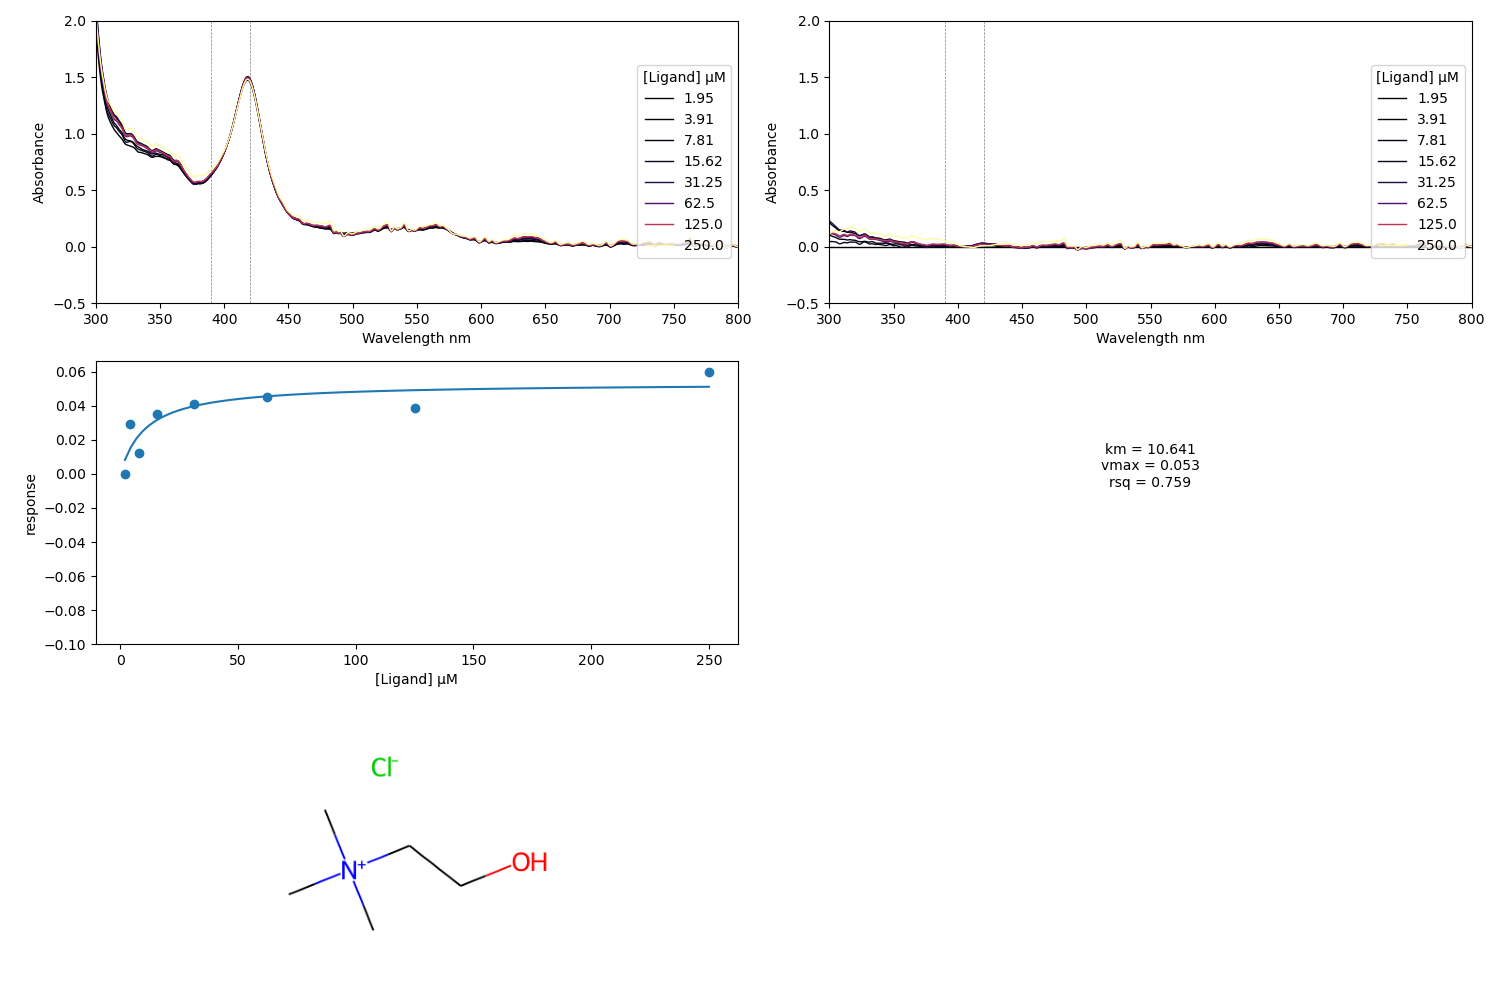 2.0
1.5
1.0
0.5
0.0
−0.5
Absorbance
300 350 400 450 500 550 600 650 700 750 800
Wavelength nm
[Ligand] μM
1.95
3.91
7.81
15.62
31.25
62.5
125.0
250.0
2.0
1.5
1.0
0.5
0.0
−0.5
Absorbance
300 350 400 450 500 550 600 650 700 750 800
Wavelength nm
[Ligand] μM
1.95
3.91
7.81
15.62
31.25
62.5
125.0
250.0
0.06
0.04
0.02
0.00
−0.02
−0.04
−0.06
−0.08
−0.10
response
0 50 100 150 200 250
[Ligand] μM
km = 10.641
vmax = 0.053
rsq = 0.759
Cl⁻
N⁺
OH